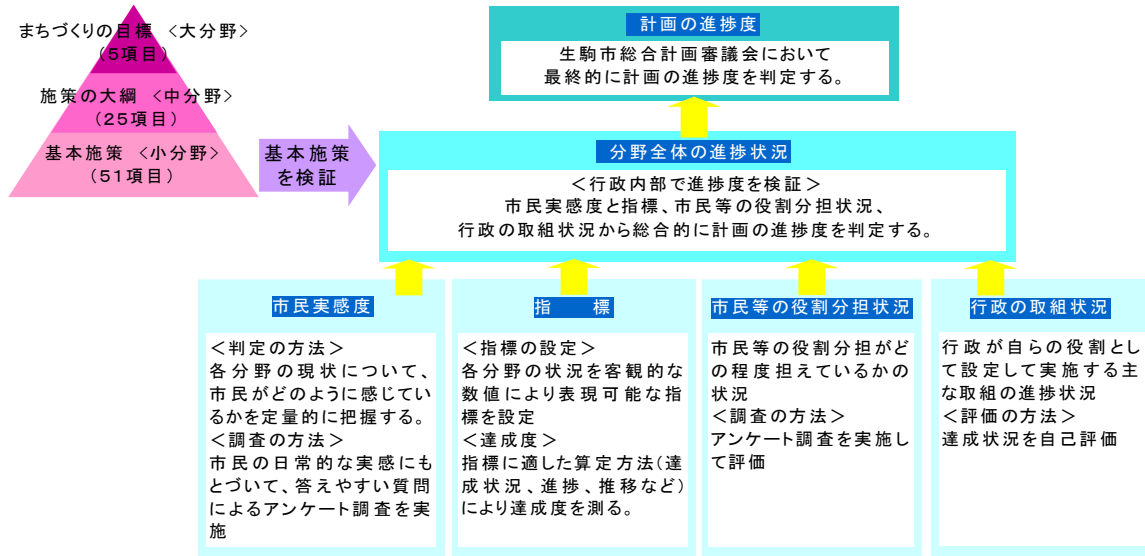 まちづくりの目標 <大分野>
(5項目)
施策の大綱 <中分野>
(25項目)
基本施策 <小分野>
(51項目)
基本施策
を検証
計画の進捗度
生駒市総合計画審議会において
最終的に計画の進捗度を判定する。
分野全体の進捗状況
<行政内部で進捗度を検証>
市民実感度と指標、市民等の役割分担状況、
行政の取組状況から総合的に計画の進捗度を判定する。
市民実感度
<判定の方法>
各分野の現状について、
市民がどのように感じてい
るかを定量的に把握する。
<調査の方法>
市民の日常的な実感にも
とづいて、答えやすい質問
によるアンケート調査を実
施
指 標
<指標の設定>
各分野の状況を客観的な
数値により表現可能な指
標を設定
<達成度>
指標に適した算定方法(達
成状況、進捗、推移など)
により達成度を測る。
市民等の役割分担状況
市民等の役割分担がど
の程度担えているかの
状況
<調査の方法>
アンケート調査を実施し
て評価
行政の取組状況
行政が自らの役割とし
て設定して実施する主
な取組の進捗状況
<評価の方法>
達成状況を自己評価